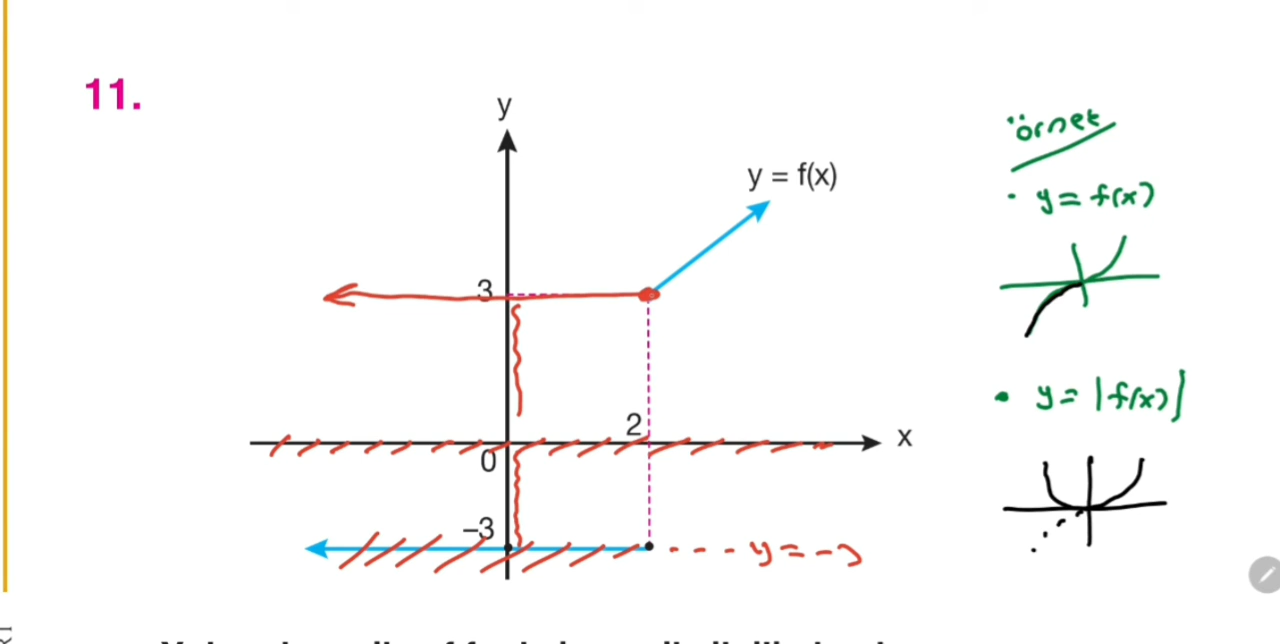 11.
y
y = f(x)
3
2
x
0
–3
y = -3
örnek
• y = f(x)
• y = |f(x)|